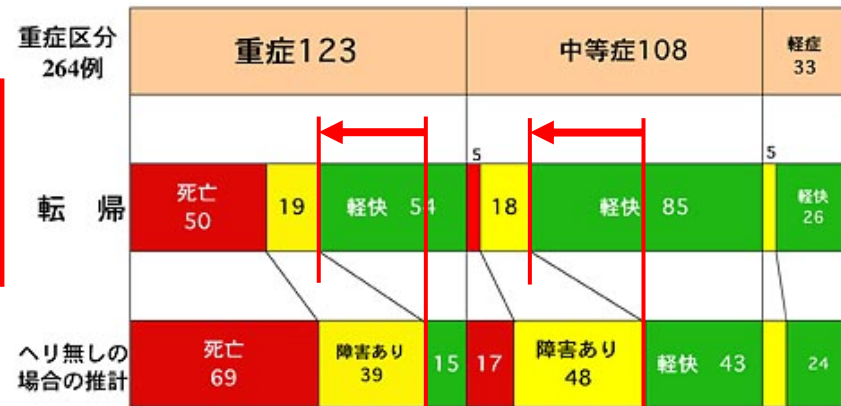 重症区分
264例
重症123
中等症108
軽症
33
5
5
転　帰
死亡
50
19
軽快　54
18
軽快　85
軽快
26
ヘリ無しの
場合の推計
死亡
69
障害あり
39
15
17
障害あり
48
軽快　43
24